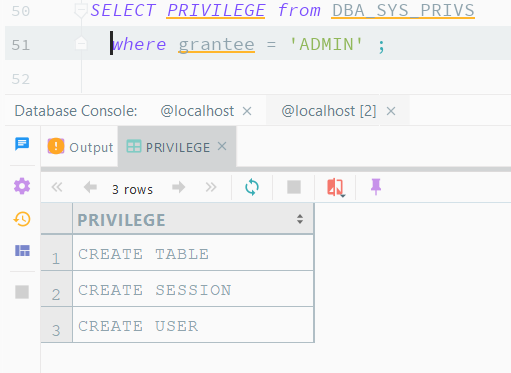 50 SELECT PRIVILEGE from DBA_SYS_PRIVS
51 where grantee = 'ADMIN' ;
52
Database Console: @localhost @localhost [2]
Output PRIVILEGE
3 rows
PRIVILEGE
1 CREATE TABLE
2 CREATE SESSION
3 CREATE USER